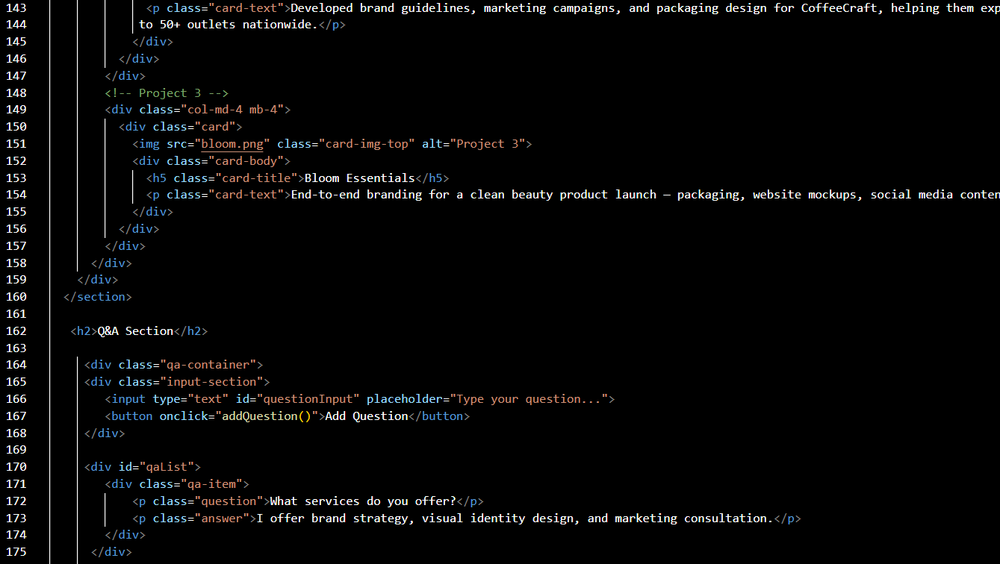 143 <p class="card-text">Developed brand guidelines, marketing campaigns, and packaging design for CoffeeCraft, helping them
144 to 50+ outlets nationwide.</p>
145 </div>
146 </div>
147 </div>
148 <!-- Project 3 -->
149 <div class="col-md-4 mb-4">
150 <div class="card">
151 <img src="bloom.png" class="card-img-top" alt="Project 3">
152 <div class="card-body">
153 <h5 class="card-title">Bloom Essentials</h5>
154 <p class="card-text">End-to-end branding for a clean beauty product launch — packaging, website mockups, social media
155 </div>
156 </div>
157 </div>
158 </div>
159 </div>
160 </section>
161
162 <h2>Q&A Section</h2>
163
164 <div class="qa-container">
165 <div class="input-section">
166 <input type="text" id="questionInput" placeholder="Type your question...">
167 <button onclick="addQuestion()">Add Question</button>
168 </div>
169
170 <div id="qaList">
171 <div class="qa-item">
172 <p class="question">What services do you offer?</p>
173 <p class="answer">I offer brand strategy, visual identity design, and marketing consultation.</p>
174 </div>
175 </div>